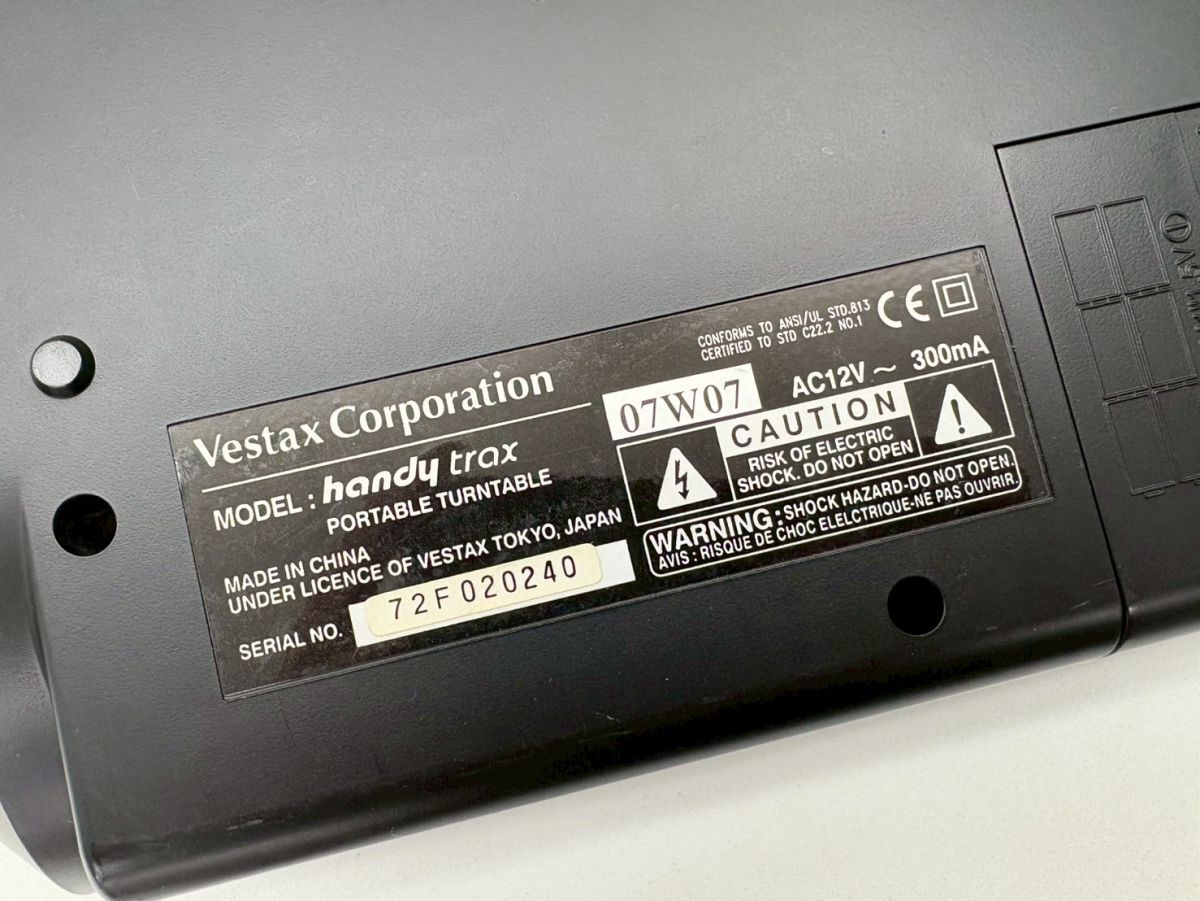 Vestax Corporation
MODEL : handy trax
PORTABLE TURNTABLE
MADE IN CHINA
UNDER LICENCE OF VESTAX TOKYO, JAPAN
SERIAL NO. 72F020240
CONFORMS TO ANSI/UL STD.813
CERTIFIED TO STD C22.2 NO.1
CE
07W07
AC12V ~ 300mA
CAUTION
RISK OF ELECTRIC
SHOCK. DO NOT OPEN
WARNING : SHOCK HAZARD-DO NOT OPEN.
AVIS : RISQUE DE CHOC ELELCTRIQUE-NE PAS OUVRIR.